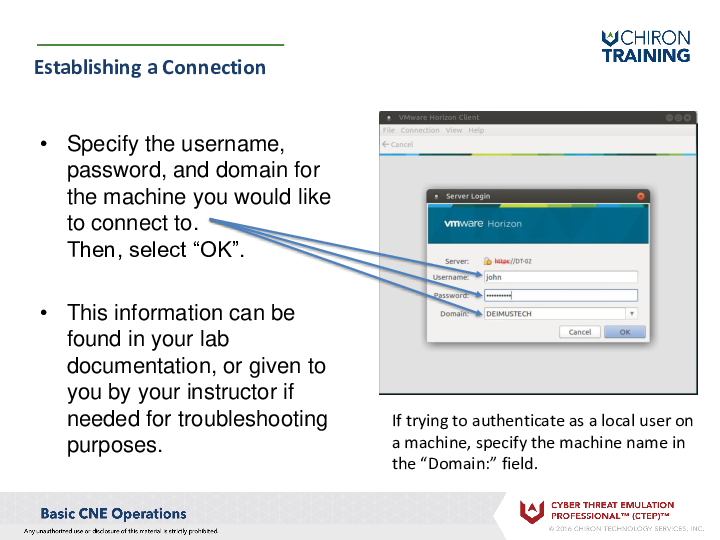 CHIRON
TRAINING
Establishing a Connection
• Specify the username,
password, and domain for
the machine you would like
to connect to.
Then, select “OK”.
• This information can be
found in your lab
documentation, or given to
you by your instructor if
needed for troubleshooting
purposes.
VMware Horizon Client
File Connection View Help
Cancel
Server Login
vmware Horizon
Server: https://DT-02
Username: john
Password: ••••••••••
Domain: DEIMUSTECH
Cancel OK
If trying to authenticate as a local user on
a machine, specify the machine name in
the “Domain:” field.
Basic CNE Operations
Any unauthorized use or disclosure of this material is strictly prohibited.
CYBER THREAT EMULATION
PROFESSIONAL™ (CTEP)™
© 2016 CHIRON TECHNOLOGY SERVICES, INC.